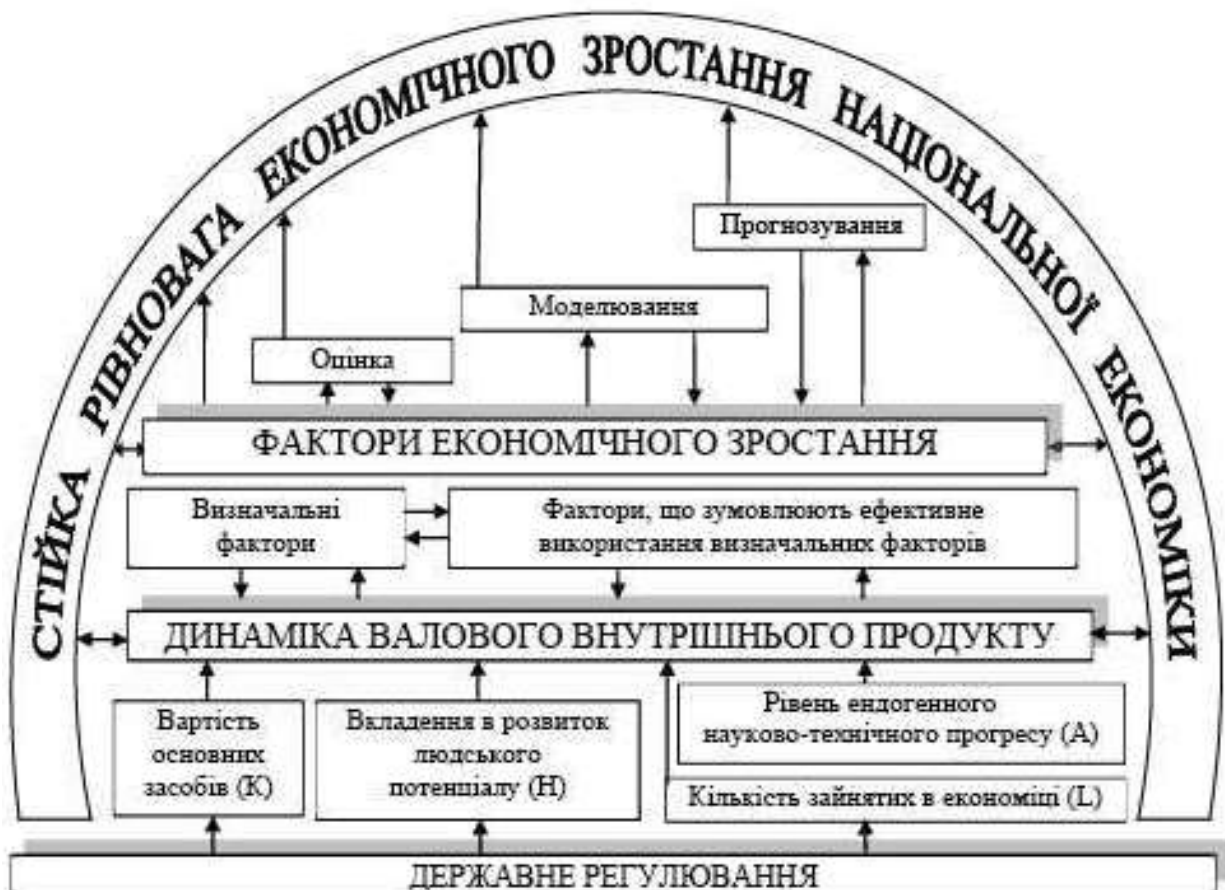 СТІЙКА РІВНОВАГА ЕКОНОМІЧНОГО ЗРОСТАННЯ НАЦІОНАЛЬНОЇ ЕКОНОМІКИ
Прогнозування
Моделювання
Оцінка
ФАКТОРИ ЕКОНОМІЧНОГО ЗРОСТАННЯ
Визначальні
фактори
Фактори, що зумовлюють ефективне
використання визначальних факторів
ДИНАМІКА ВАЛОВОГО ВНУТРІШНЬОГО ПРОДУКТУ
Вартість
основних
засобів (К)
Вкладення в розвиток
людського
потенціалу (Н)
Рівень ендогенного
науково-технічного прогресу (А)
Кількість зайнятих в економіці (L)
ДЕРЖАВНЕ РЕГУЛЮВАННЯ